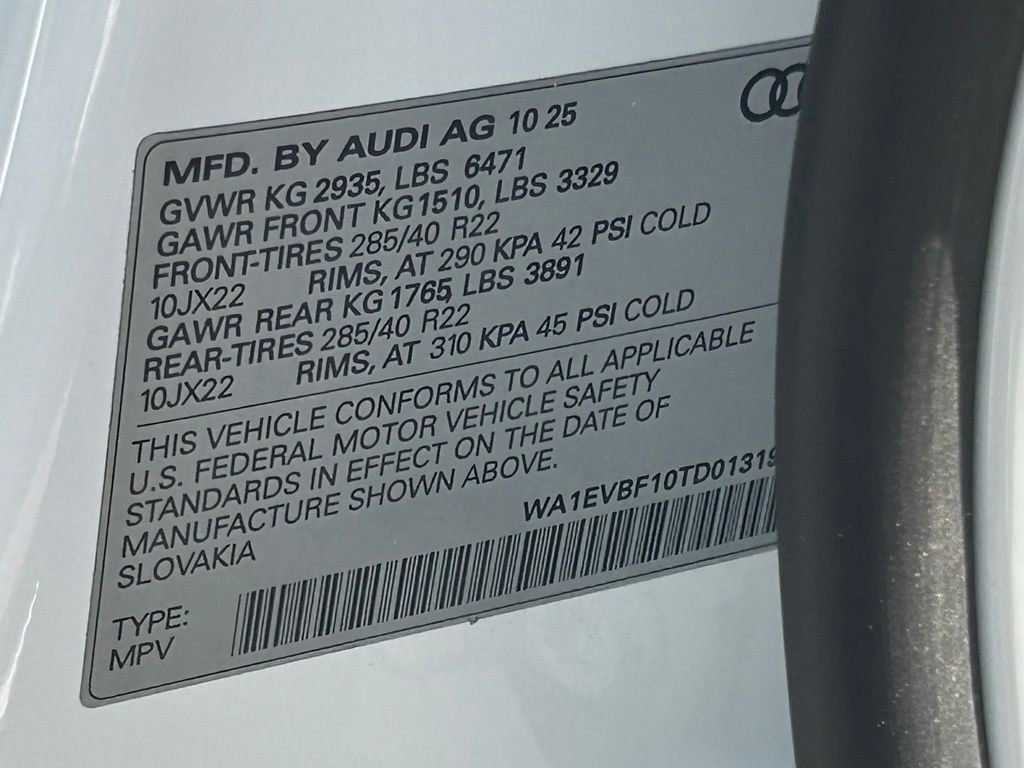 MFD. BY AUDI AG 10 25
GVWR KG 2935, LBS 6471
GAWR FRONT KG 1510, LBS 3329
FRONT-TIRES 285/40 R22
10JX22 RIMS, AT 290 KPA 42 PSI COLD
GAWR REAR KG 1765, LBS 3891
REAR-TIRES 285/40 R22
10JX22 RIMS, AT 310 KPA 45 PSI COLD
THIS VEHICLE CONFORMS TO ALL APPLICABLE
U.S. FEDERAL MOTOR VEHICLE SAFETY
STANDARDS IN EFFECT ON THE DATE OF
MANUFACTURE SHOWN ABOVE.
SLOVAKIA
WA1EVBF10TD01319
TYPE:
MPV